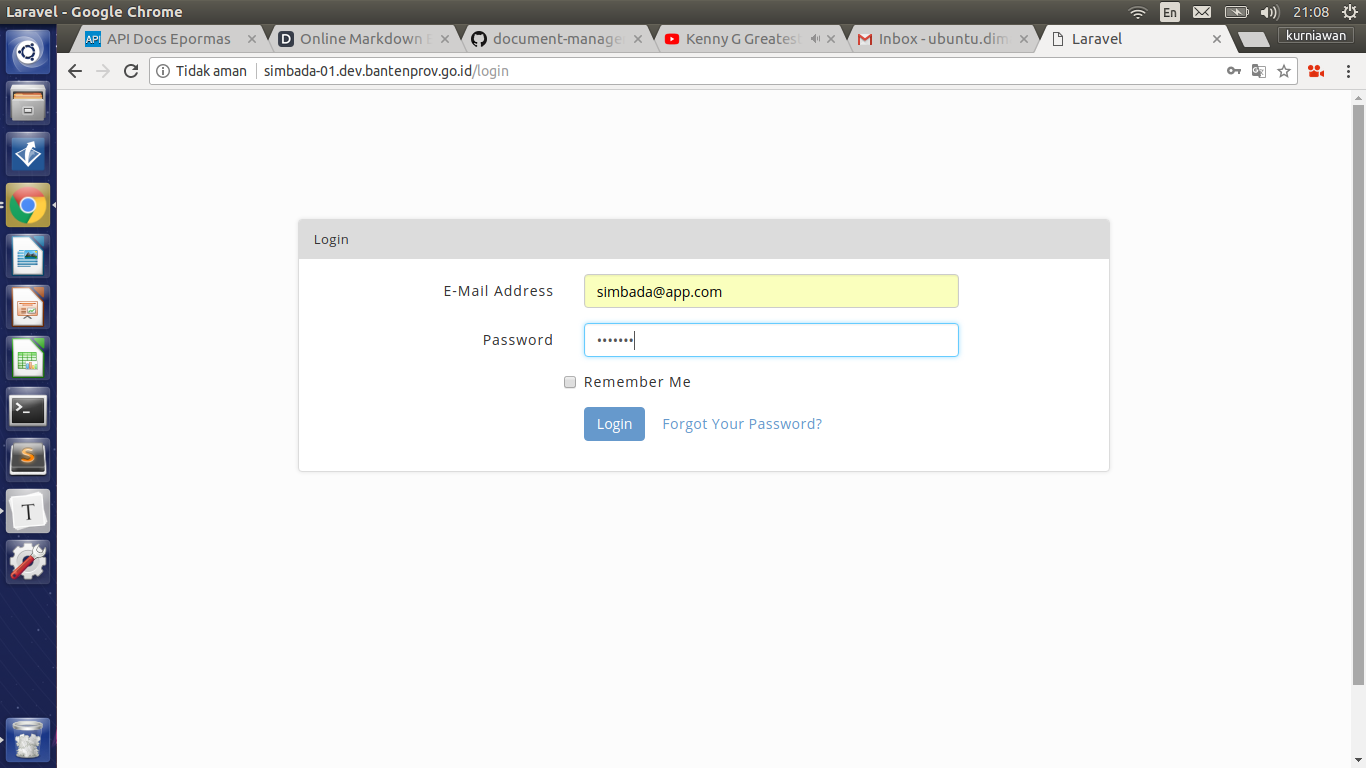 Laravel - Google Chrome
En
21:08
API Docs Epormas
Online Markdown E
document-manage
Kenny G Greatest
Inbox - ubuntu.dim
Laravel
kurniawan
Tidak aman
simbada-01.dev.bantenprov.go.id/login
Login
E-Mail Address
simbada@app.com
Password
•••••••
Remember Me
Login
Forgot Your Password?